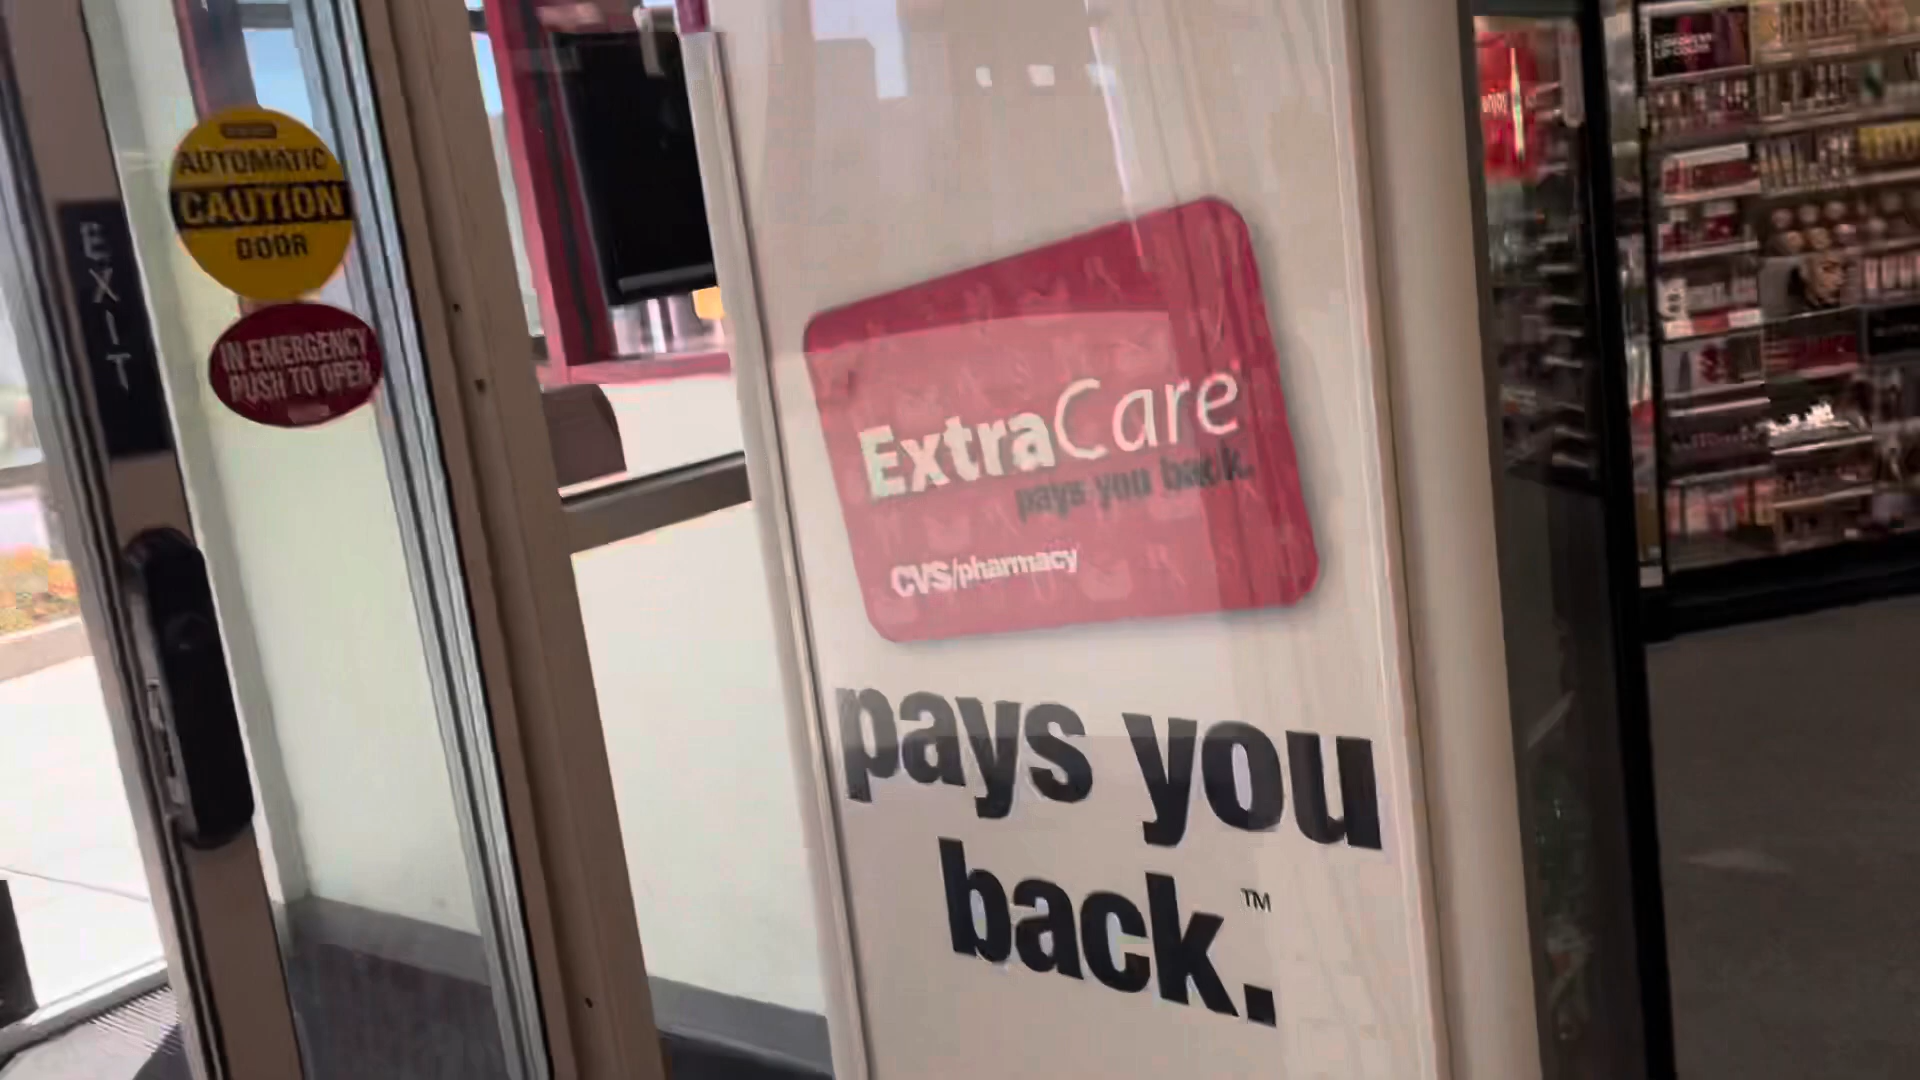 AUTOMATIC
CAUTION
DOOR
EXIT
IN EMERGENCY
PUSH TO OPEN
ExtraCare
pays you back.
CVS/pharmacy
pays you
back.™
enjoy